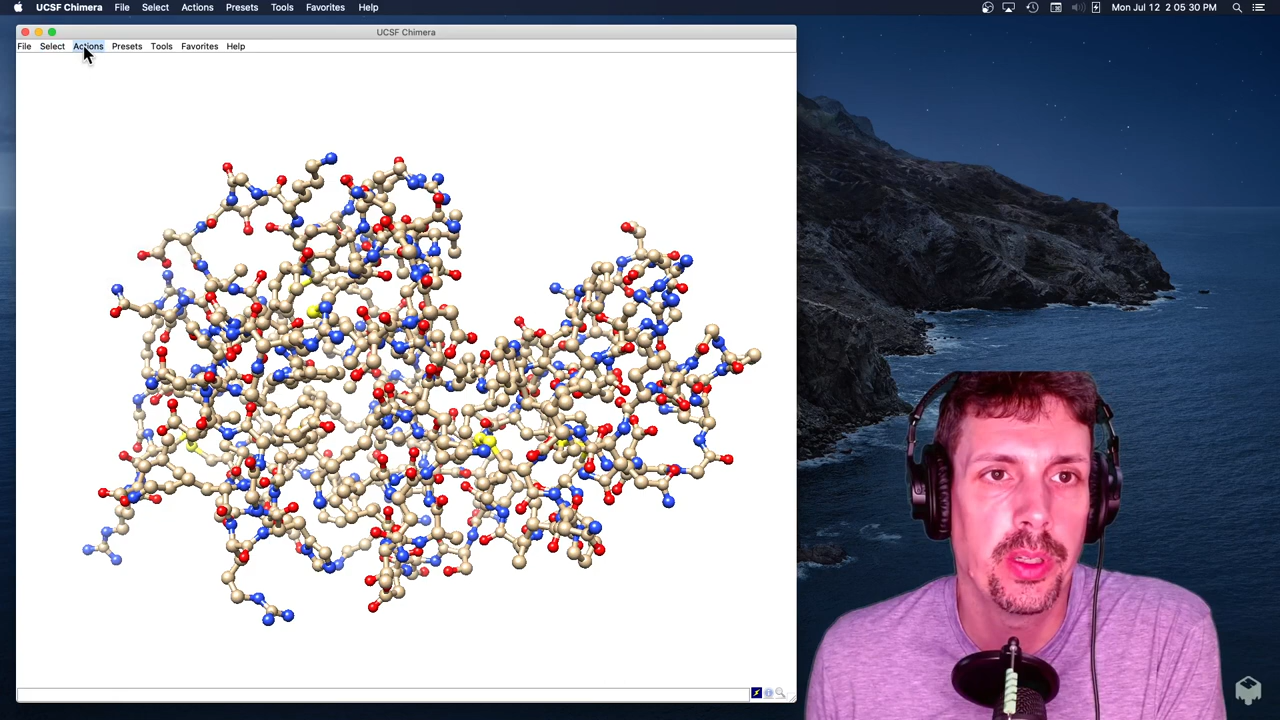 UCSF Chimera File Select Actions Presets Tools Favorites Help Mon Jul 12 2:05:30 PM
UCSF Chimera
File Select Actions Presets Tools Favorites Help